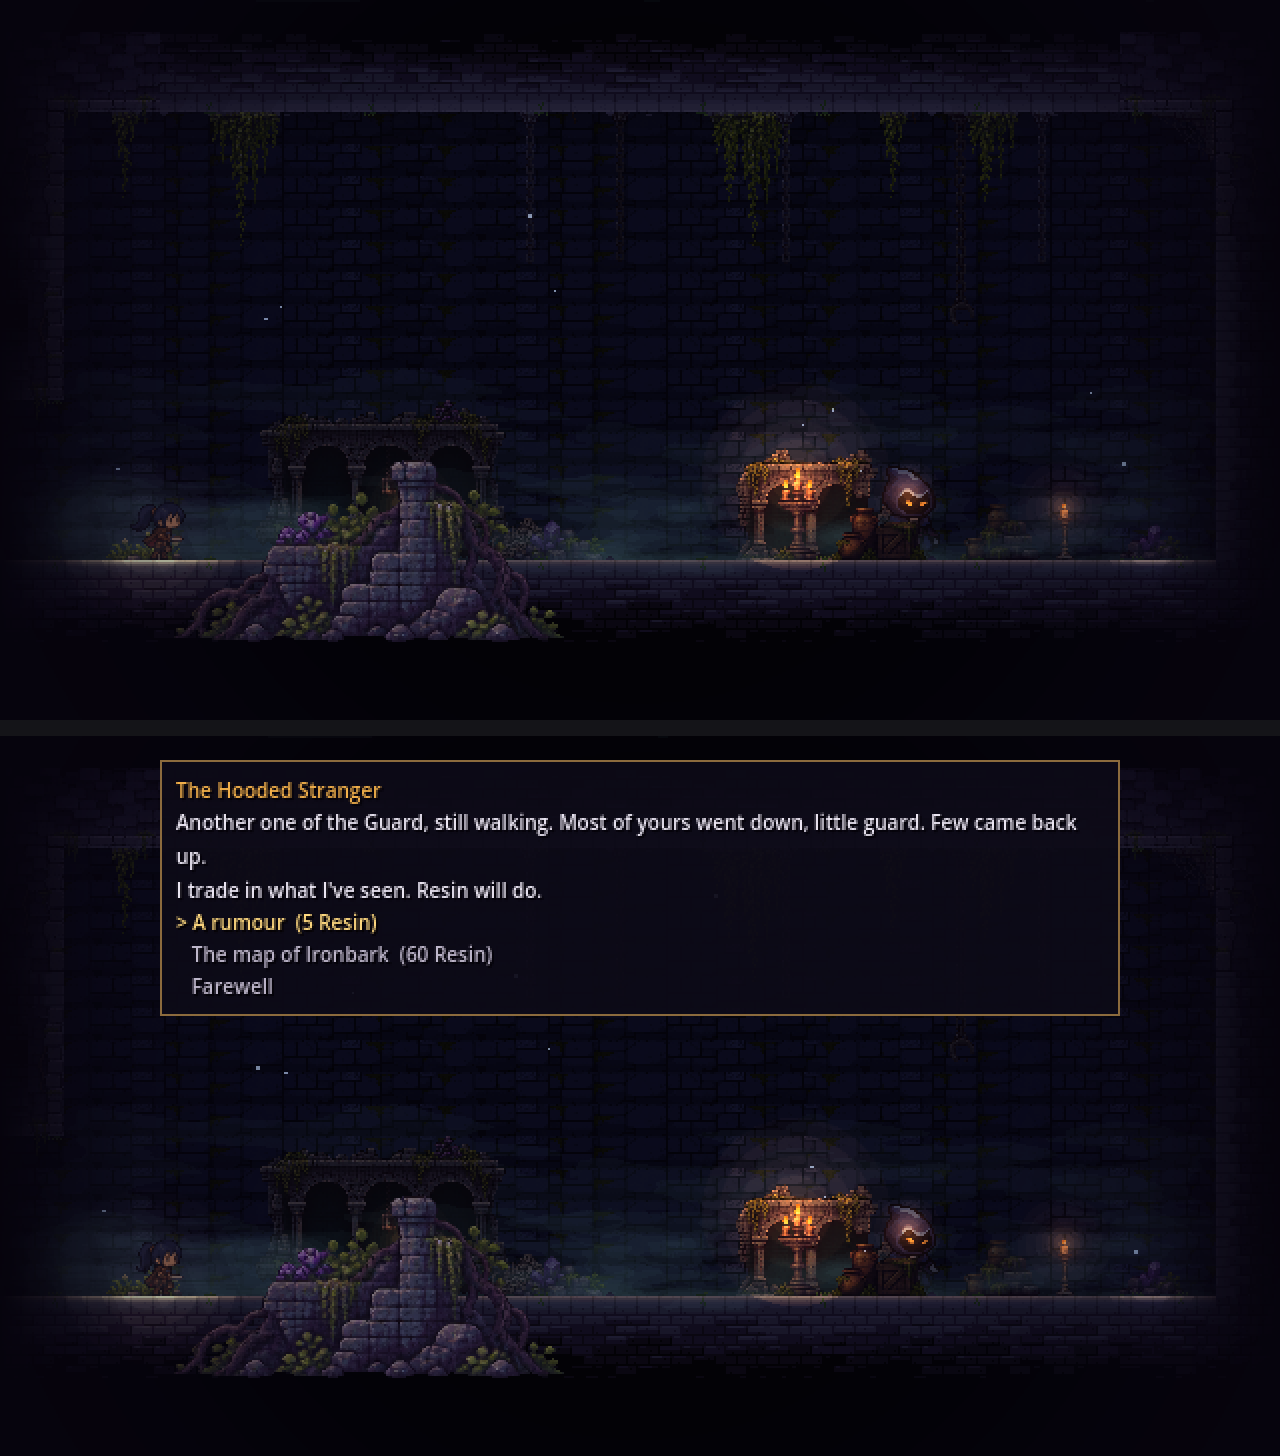 The Hooded Stranger
Another one of the Guard, still walking. Most of yours went down, little guard. Few came back
up.
I trade in what I've seen. Resin will do.
> A rumour (5 Resin)
The map of Ironbark (60 Resin)
Farewell